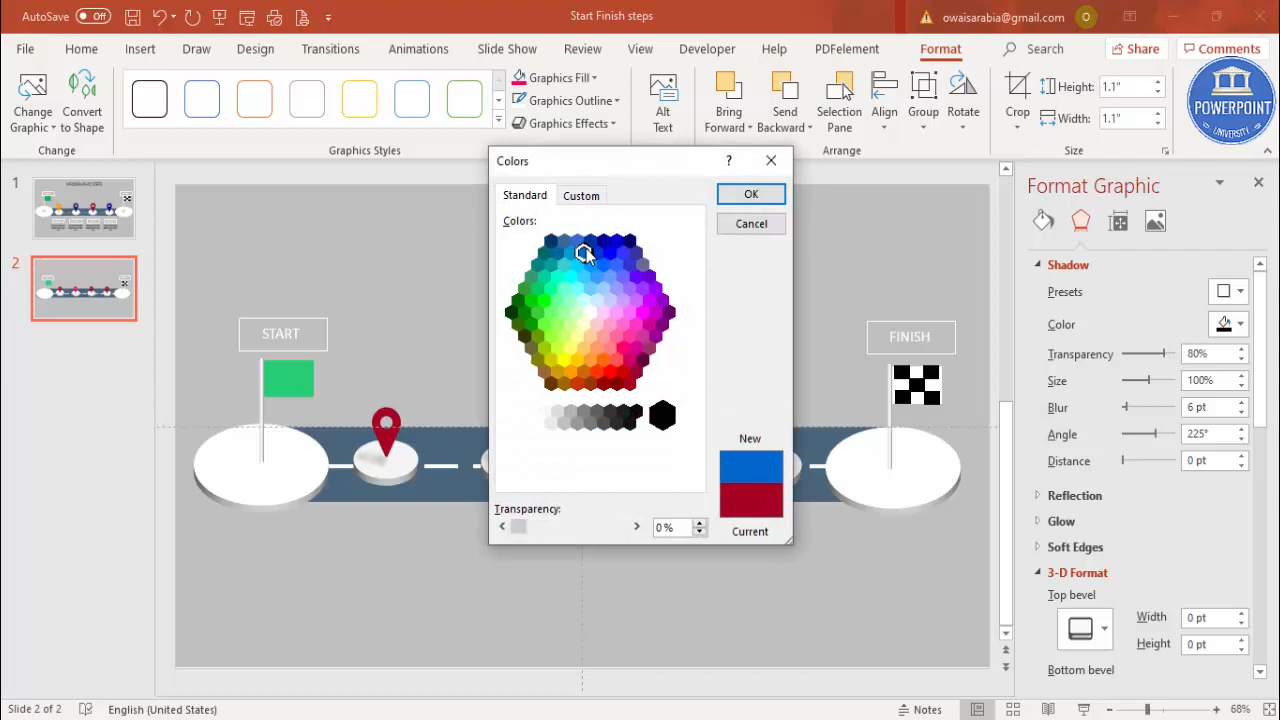 AutoSave Off
Start Finish steps
owaisarabia@gmail.com
O
File Home Insert Draw Design Transitions Animations Slide Show Review View Developer Help PDFelement Format Search Share Comments
Change Graphic
Convert to Shape
Change
Graphics Styles
Graphics Fill
Graphics Outline
Graphics Effects
Alt Text
Bring Forward
Send Backward
Selection Pane
Align
Group
Rotate
Arrange
Crop
Height: 1.1"
Width: 1.1"
Size
POWERPOINT
UNIVERSITY
1
2
START
FINISH
Colors
?
Standard
Custom
Colors:
OK
Cancel
New
Current
Transparency:
0 %
Format Graphic
Shadow
Presets
Color
Transparency 80%
Size 100%
Blur 6 pt
Angle 225°
Distance 0 pt
Reflection
Glow
Soft Edges
3-D Format
Top bevel
Width 0 pt
Height 0 pt
Bottom bevel
Slide 2 of 2
English (United States)
Notes
68%